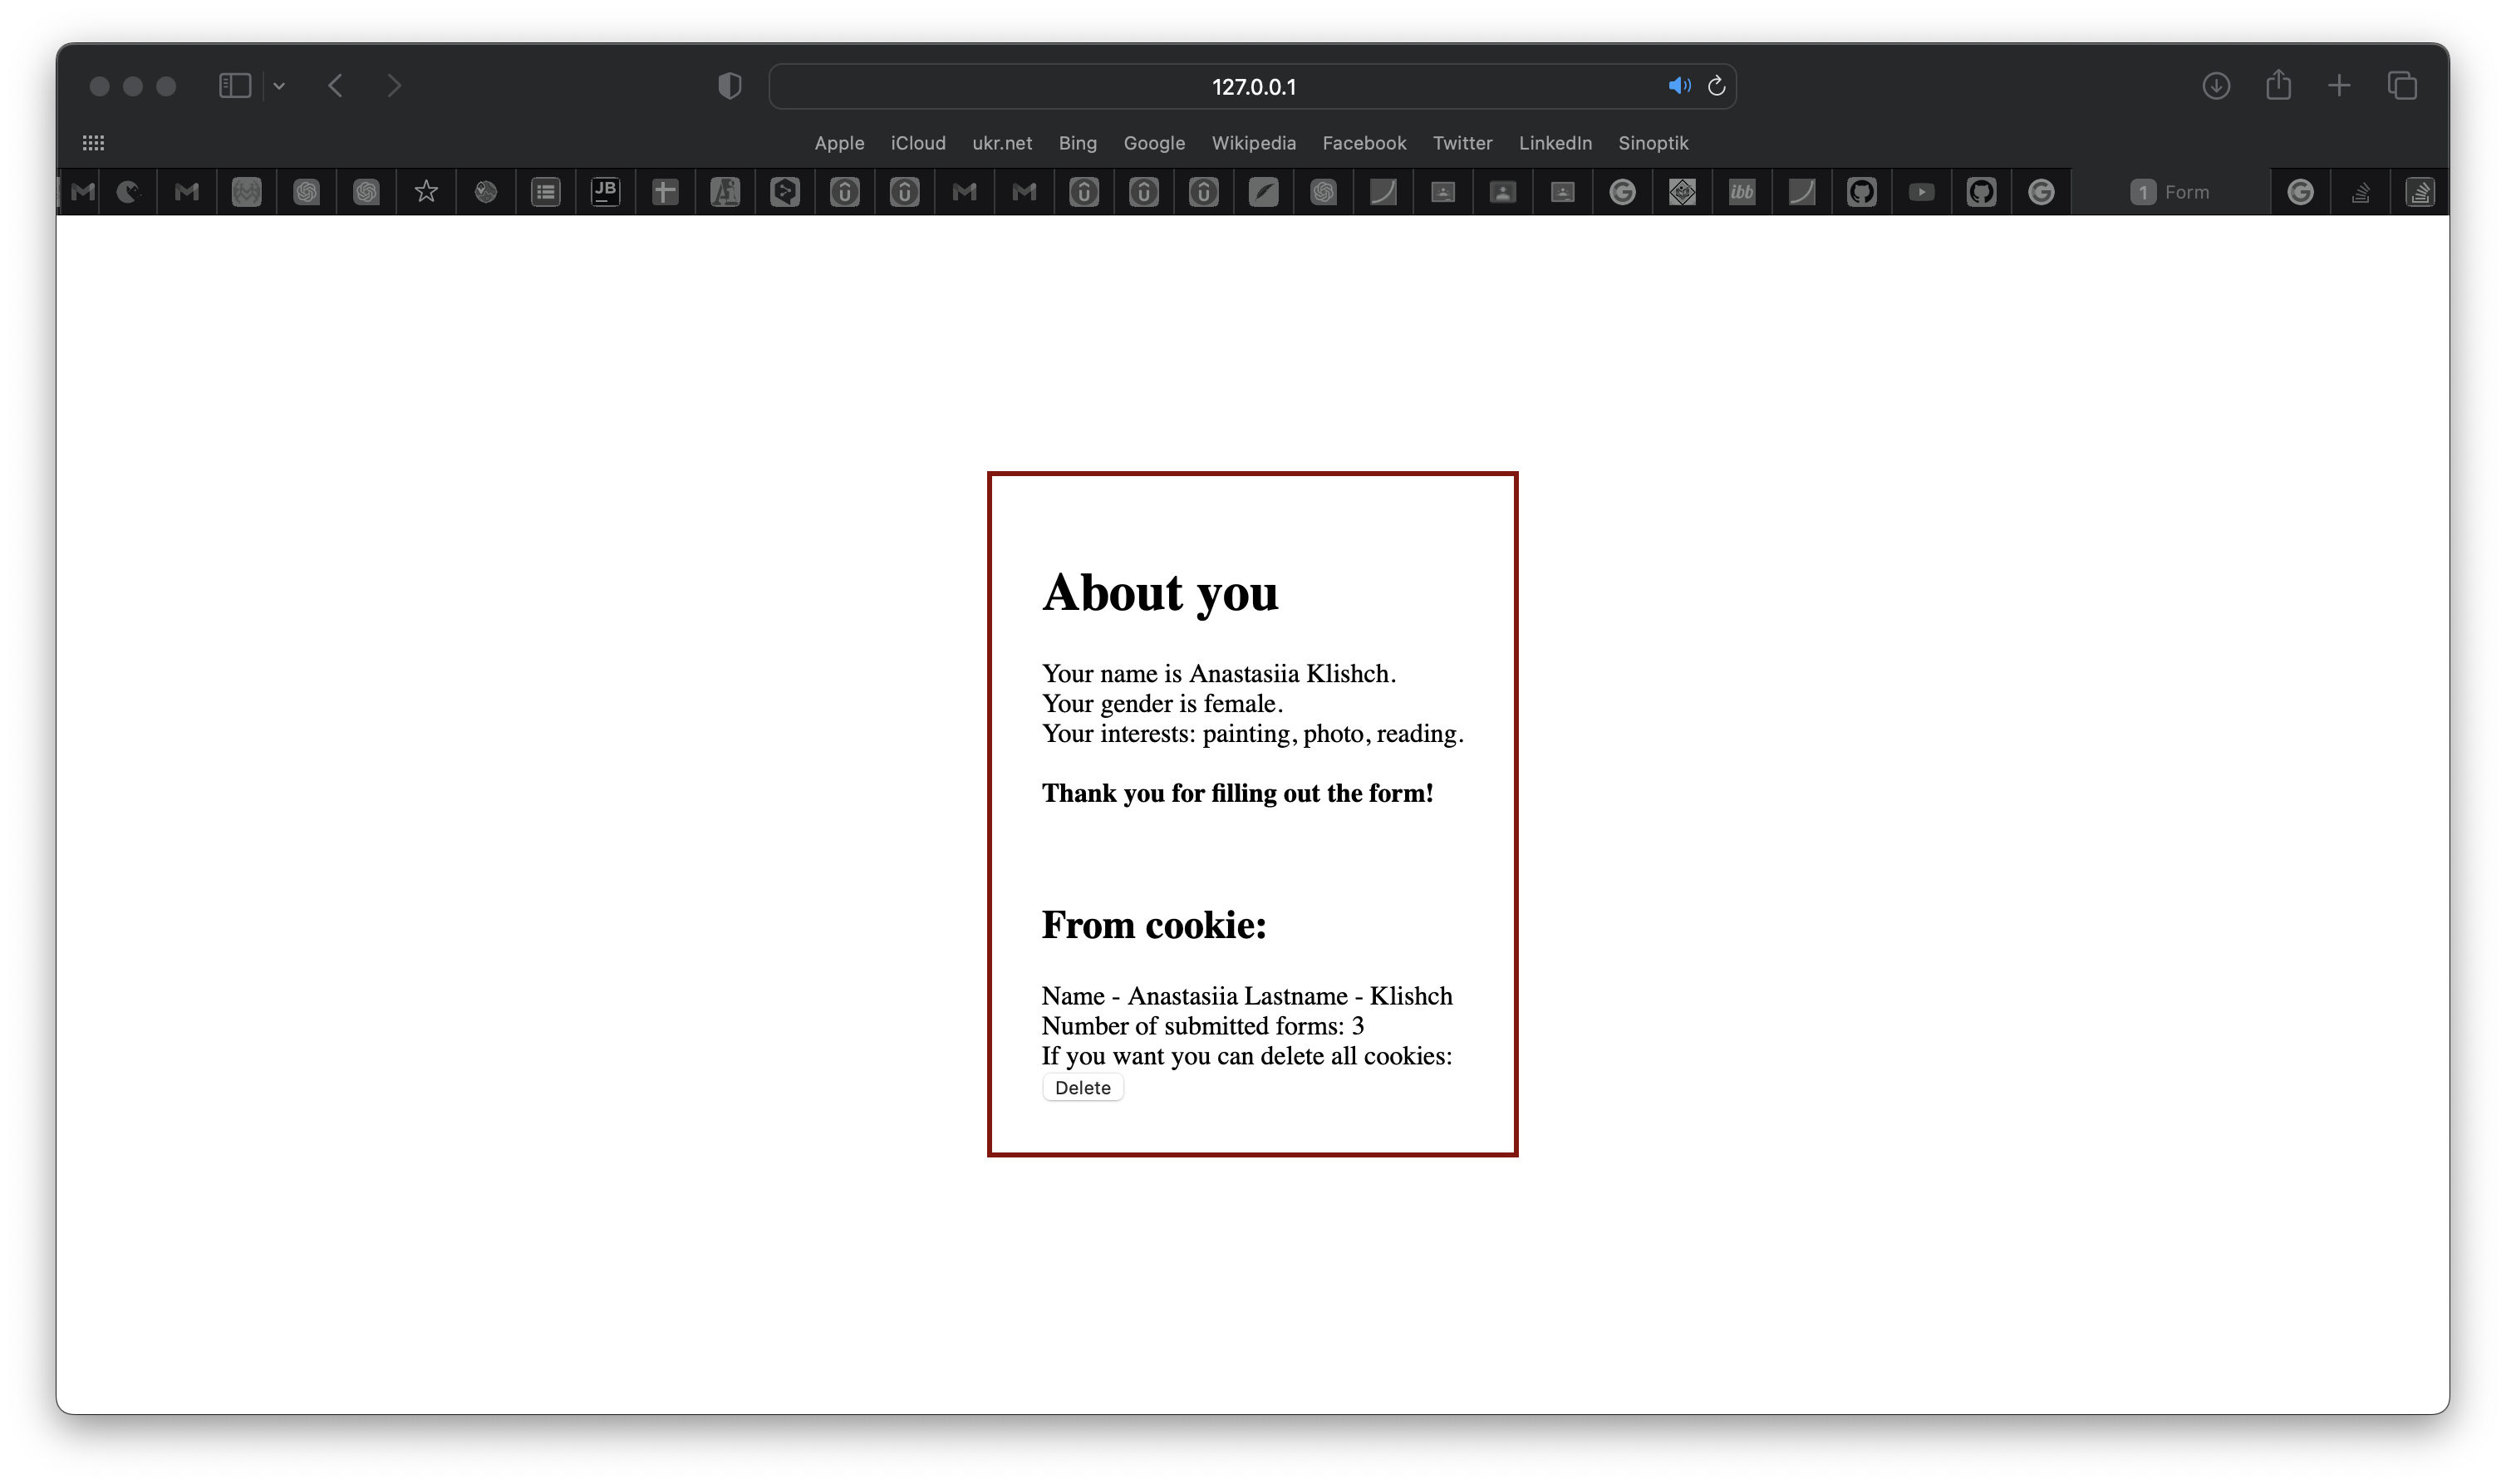 127.0.0.1
Apple iCloud ukr.net Bing Google Wikipedia Facebook Twitter LinkedIn Sinoptik
JB Ai ibb 1 Form
About you
Your name is Anastasiia Klishch.
Your gender is female.
Your interests: painting, photo, reading.
Thank you for filling out the form!
From cookie:
Name - Anastasiia Lastname - Klishch
Number of submitted forms: 3
If you want you can delete all cookies:
Delete